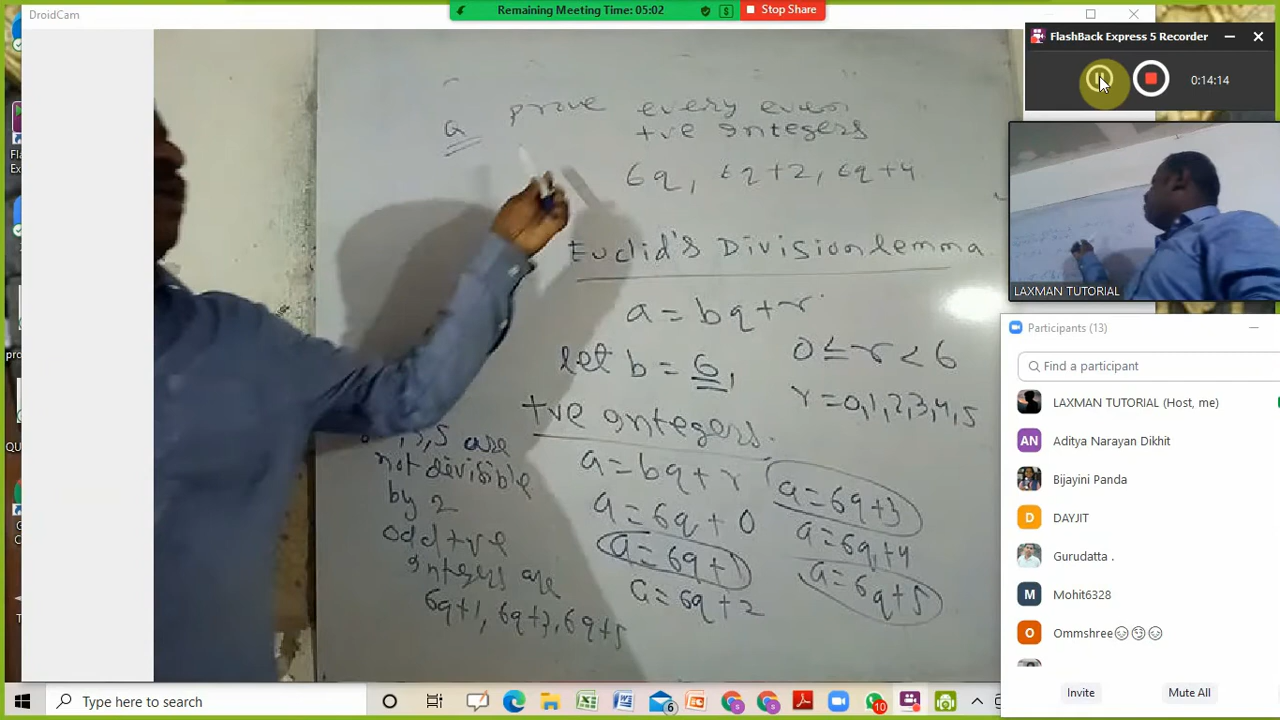 DroidCam
Remaining Meeting Time: 05:02
Stop Share
FlashBack Express 5 Recorder
0:14:14
prove every even
a +ve integers
6q, 6q+2, 6q+4
Euclid's Division lemma
a = bq+r
let b = 6,
0 ≤ r < 6
r = 0,1,2,3,4,5
+ve integers.
a = bq + r
a = 6q + 0
a = 6q + 1
a = 6q + 2
a = 6q + 3
a = 6q + 4
a = 6q + 5
3,5 are
not divisible
by 2
odd +ve
integers are
6q+1, 6q+3, 6q+5
LAXMAN TUTORIAL
Participants (13)
Find a participant
LAXMAN TUTORIAL (Host, me)
AN Aditya Narayan Dikhit
Bijayini Panda
D DAYJIT
Gurudatta .
M Mohit6328
O Ommshree
Invite
Mute All
Type here to search
6
10